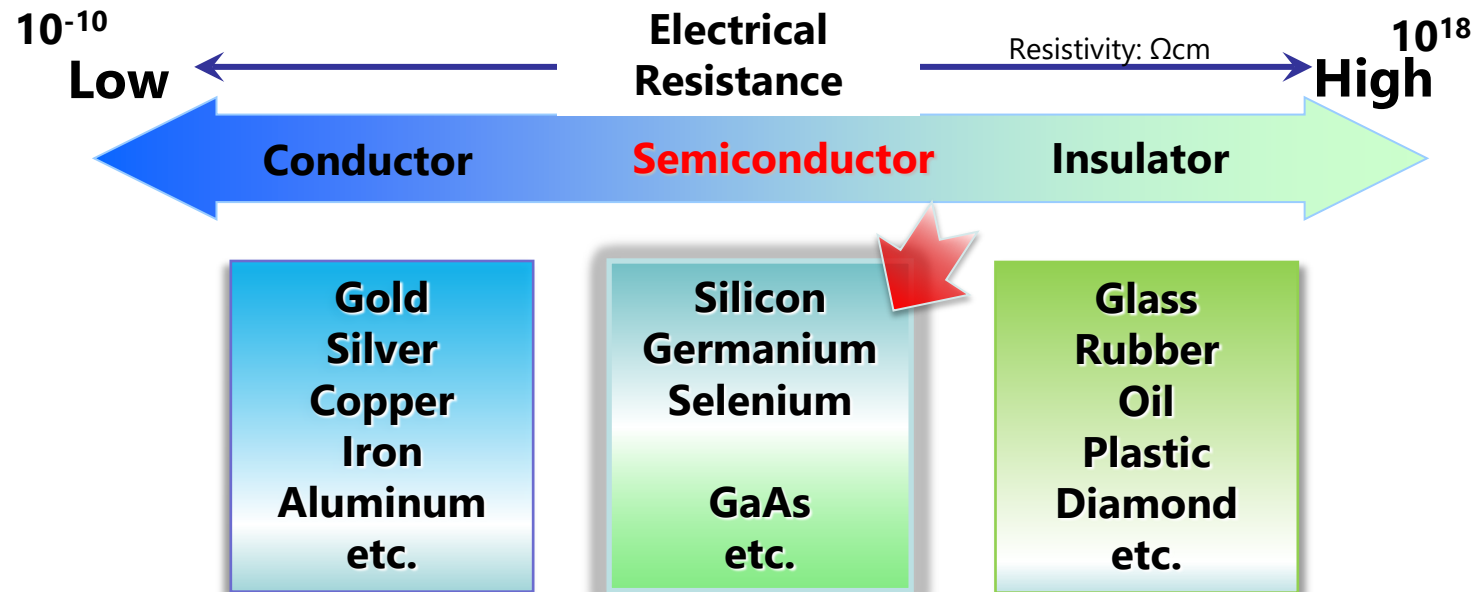 10⁻¹⁰
Low
Electrical
Resistance
Resistivity: Ωcm
10¹⁸
High
Conductor
Semiconductor
Insulator
Gold
Silver
Copper
Iron
Aluminum
etc.
Silicon
Germanium
Selenium
GaAs
etc.
Glass
Rubber
Oil
Plastic
Diamond
etc.